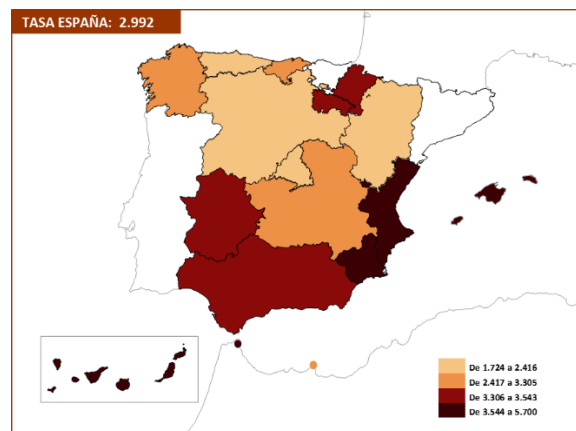 TASA ESPAÑA: 2.992
De 1.724 a 2.416
De 2.417 a 3.305
De 3.306 a 3.543
De 3.544 a 5.700